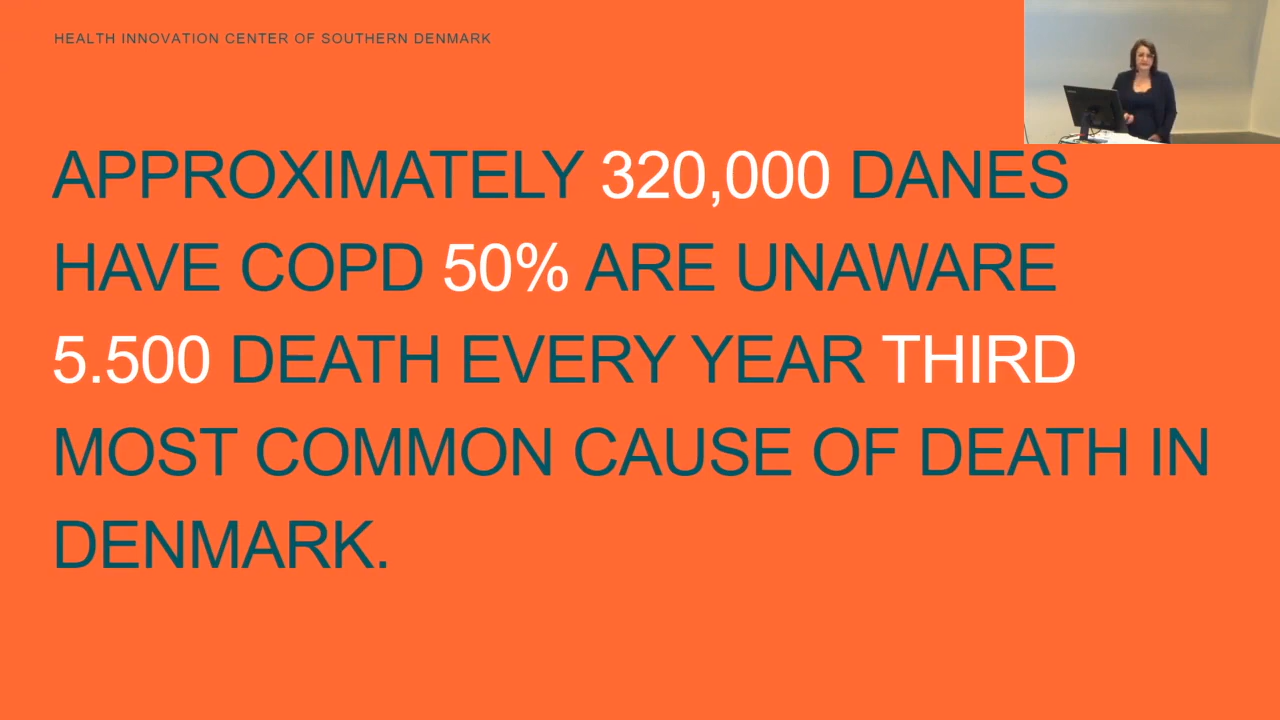 HEALTH INNOVATION CENTER OF SOUTHERN DENMARK
APPROXIMATELY 320,000 DANES
HAVE COPD 50% ARE UNAWARE
5.500 DEATH EVERY YEAR THIRD
MOST COMMON CAUSE OF DEATH IN
DENMARK.